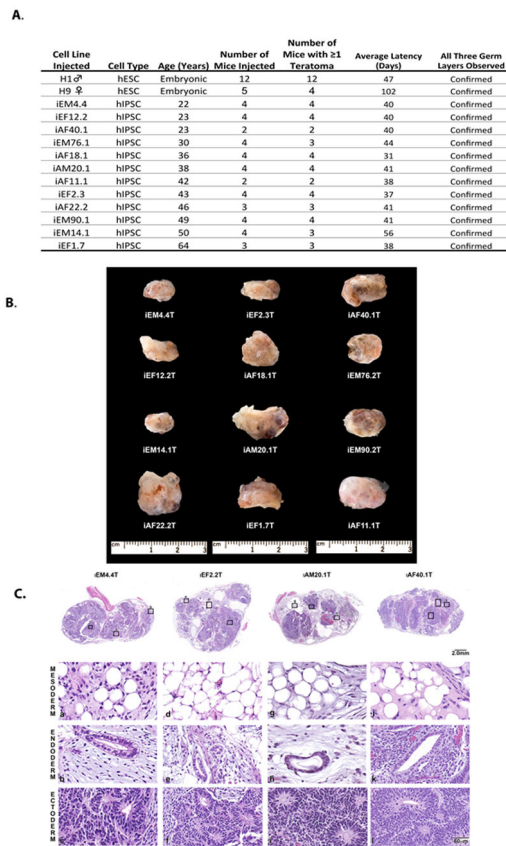 A.
Cell Line Injected Cell Type Age (Years) Number of Mice Injected Number of Mice with ≥1 Teratoma Average Latency (Days) All Three Germ Layers Observed
H1♂ hESC Embryonic 12 12 47 Confirmed
H9 ♀ hESC Embryonic 5 4 102 Confirmed
iEM4.4 hIPSC 22 4 4 40 Confirmed
iEF12.2 hIPSC 23 4 4 40 Confirmed
iAF40.1 hIPSC 23 2 2 40 Confirmed
iEM76.1 hIPSC 30 4 3 44 Confirmed
iAF18.1 hIPSC 36 4 4 31 Confirmed
iAM20.1 hIPSC 38 4 4 41 Confirmed
iAF11.1 hIPSC 42 2 2 38 Confirmed
iEF2.3 hIPSC 43 4 4 37 Confirmed
iAF22.2 hIPSC 46 3 3 41 Confirmed
iEM90.1 hIPSC 49 4 4 41 Confirmed
iEM14.1 hIPSC 50 4 3 56 Confirmed
iEF1.7 hIPSC 64 3 3 38 Confirmed
B.
iEM4.4T iEF2.3T iAF40.1T
iEF12.2T iAF18.1T iEM76.2T
iEM14.1T iAM20.1T iEM90.2T
iAF22.2T iEF1.7T iAF11.1T
cm 1 2 3 cm 1 2 3 cm 1 2 3
iEM4.4T iEF2.2T iAM20.1T iAF40.1T
C.
2.0mm
MESODERM
a d g j
ENDODERM
b e h k
ECTODERM